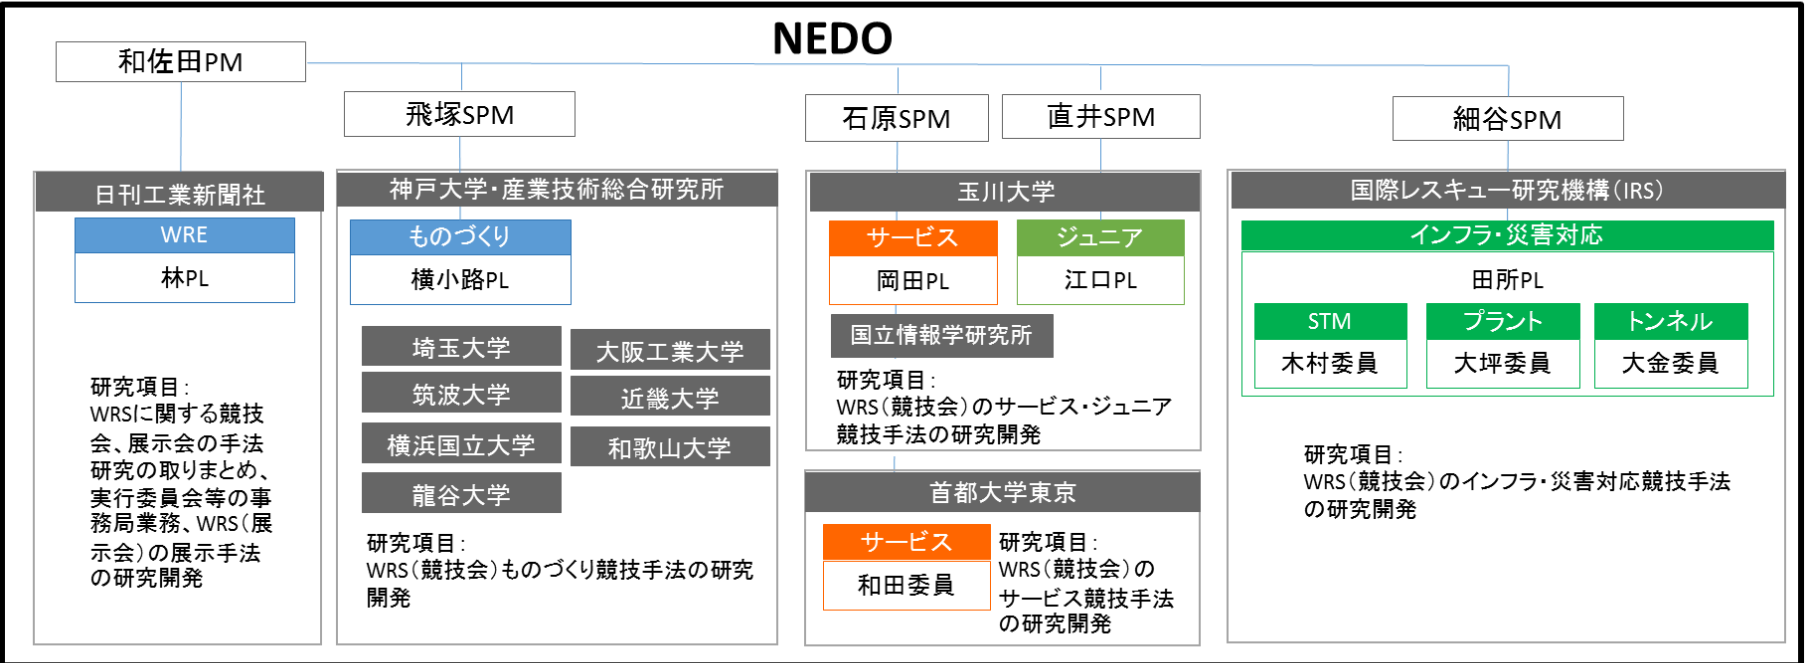 NEDO
和佐田PM
飛塚SPM
石原SPM
直井SPM
細谷SPM
日刊工業新聞社
WRE
林PL
研究項目：
WRSに関する競技
会、展示会の手法
研究の取りまとめ、
実行委員会等の事
務局業務、WRS（展
示会）の展示手法
の研究開発
神戸大学・産業技術総合研究所
ものづくり
横小路PL
埼玉大学
大阪工業大学
筑波大学
近畿大学
横浜国立大学
和歌山大学
龍谷大学
研究項目：
WRS（競技会）ものづくり競技手法の研究
開発
玉川大学
サービス
岡田PL
ジュニア
江口PL
国立情報学研究所
研究項目：
WRS（競技会）のサービス・ジュニア
競技手法の研究開発
首都大学東京
サービス
和田委員
研究項目：
WRS（競技会）の
サービス競技手法
の研究開発
国際レスキュー研究機構（IRS）
インフラ・災害対応
田所PL
STM
木村委員
プラント
大坪委員
トンネル
大金委員
研究項目：
WRS（競技会）のインフラ・災害対応競技手法
の研究開発